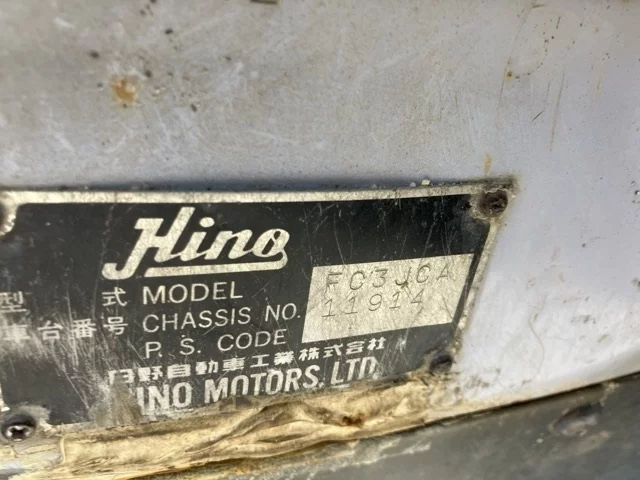 Hino
型 式 MODEL FC3JCA
車台番号 CHASSIS NO. 11914
P. S. CODE
日野自動車工業株式会社
HINO MOTORS, LTD.